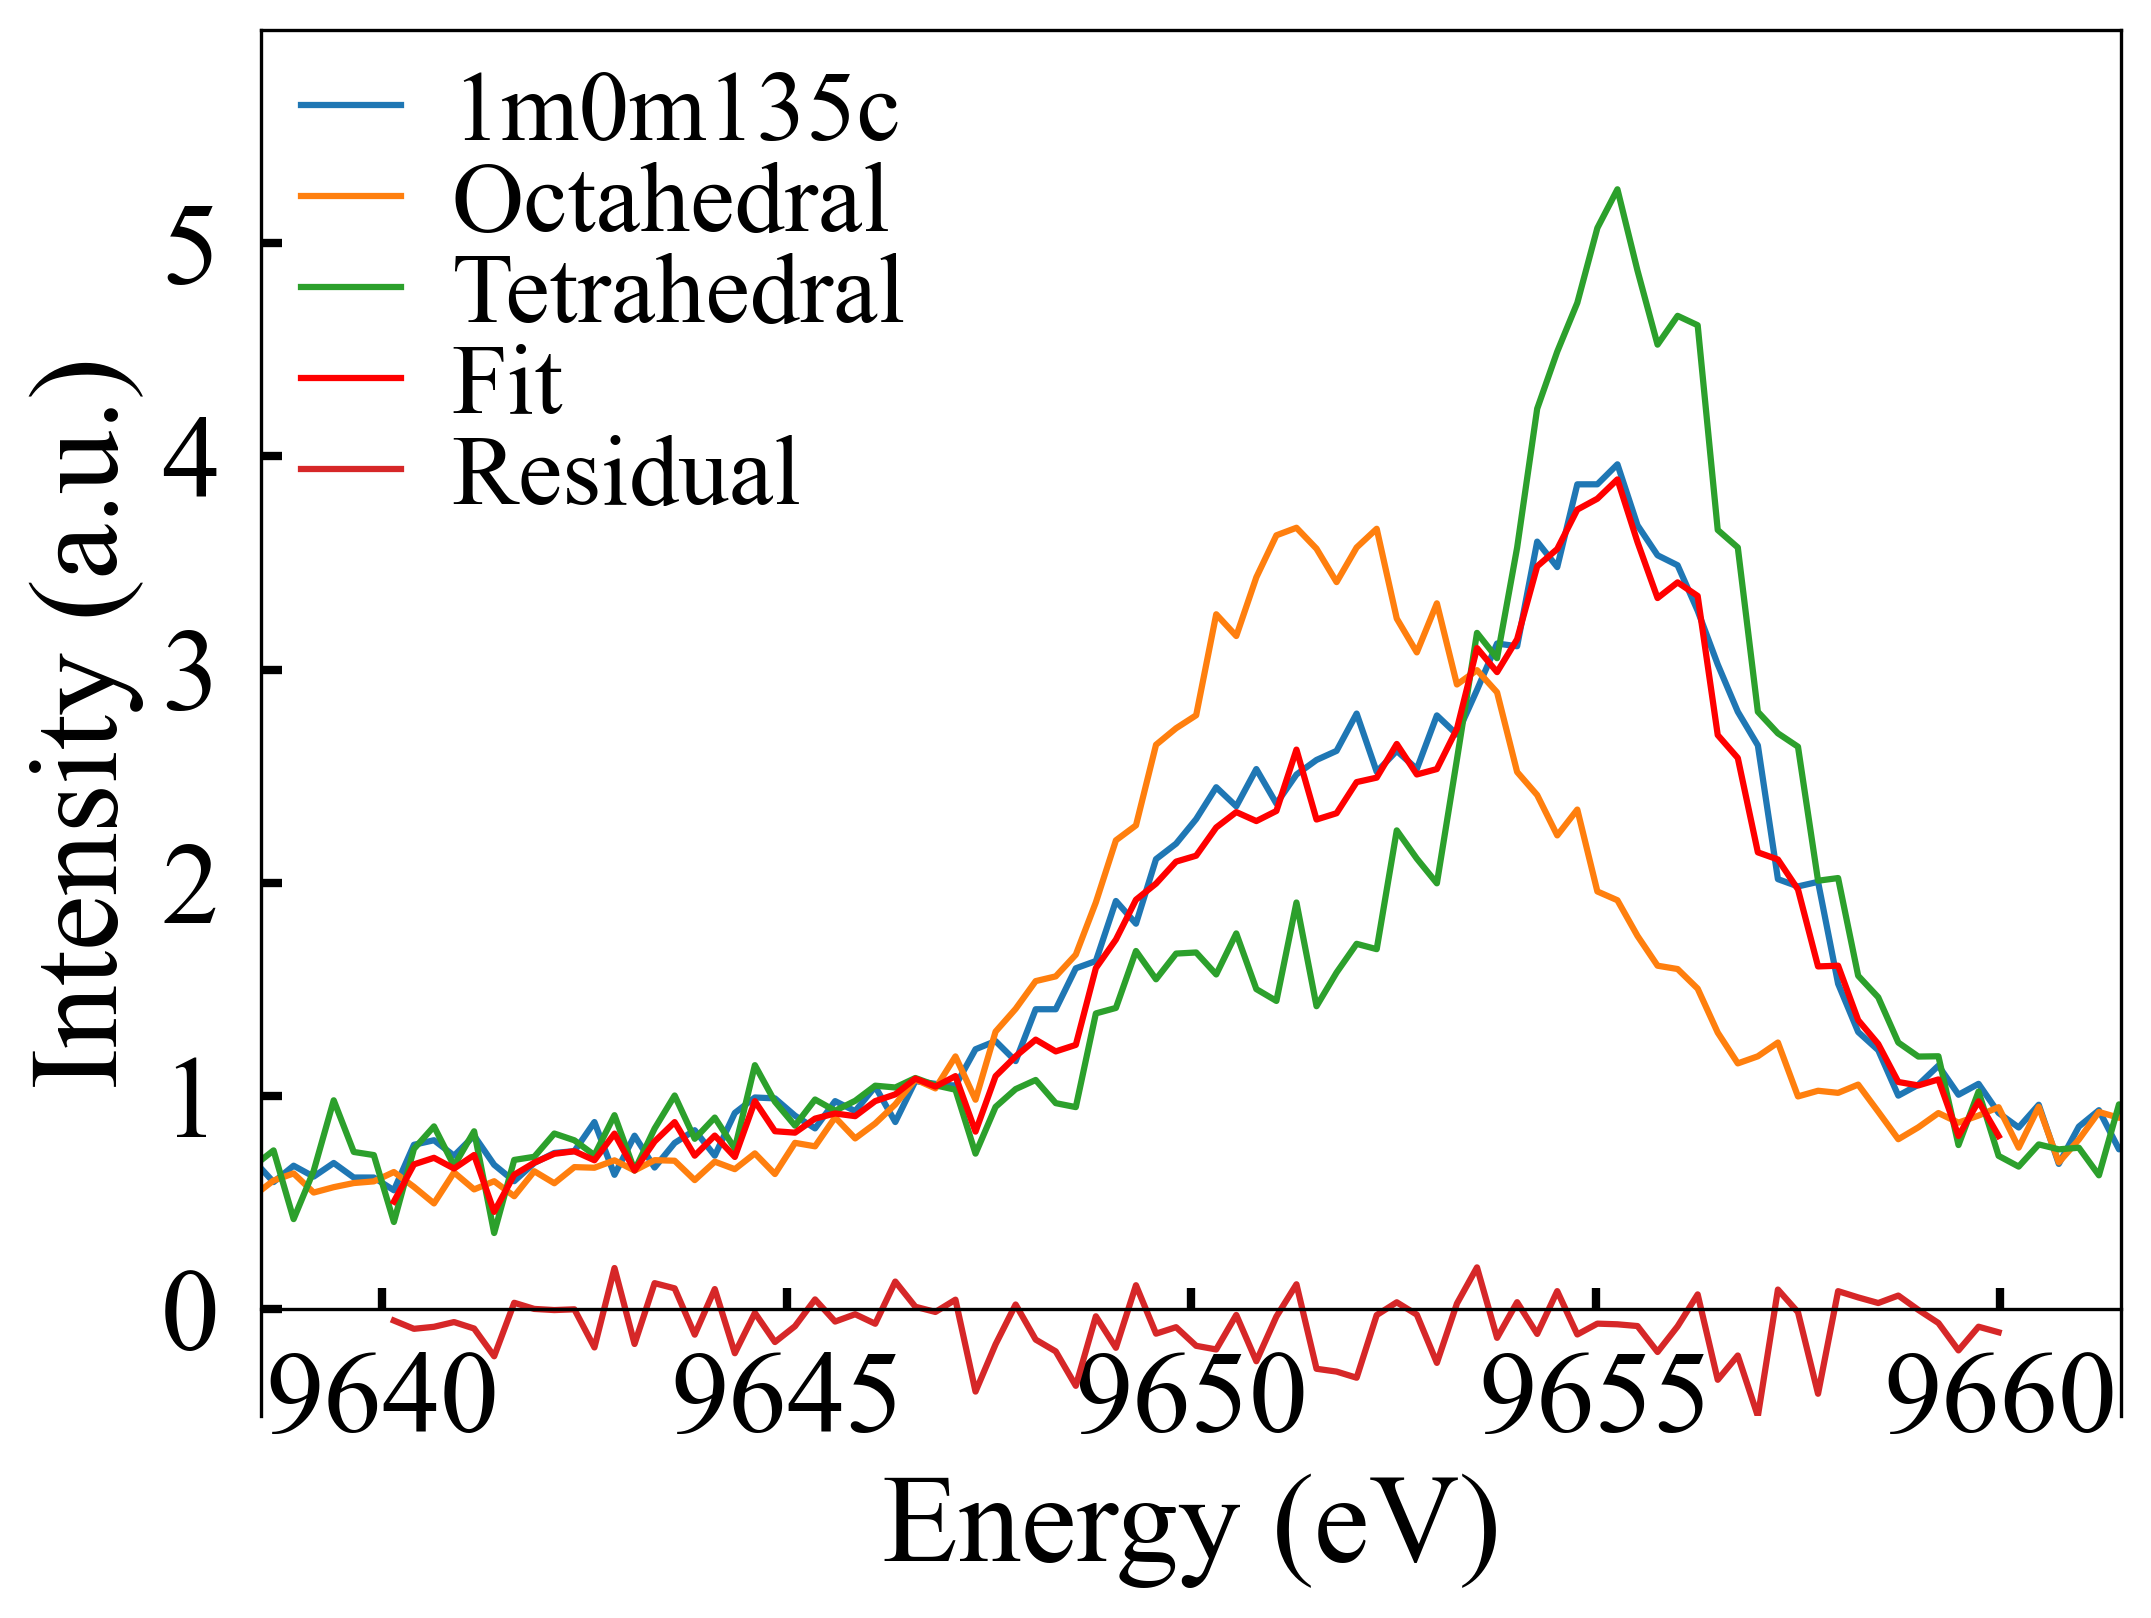 1m0m135c
Octahedral
Tetrahedral
Fit
Residual
Intensity (a.u.)
5
4
3
2
1
0
9640 9645 9650 9655 9660
Energy (eV)